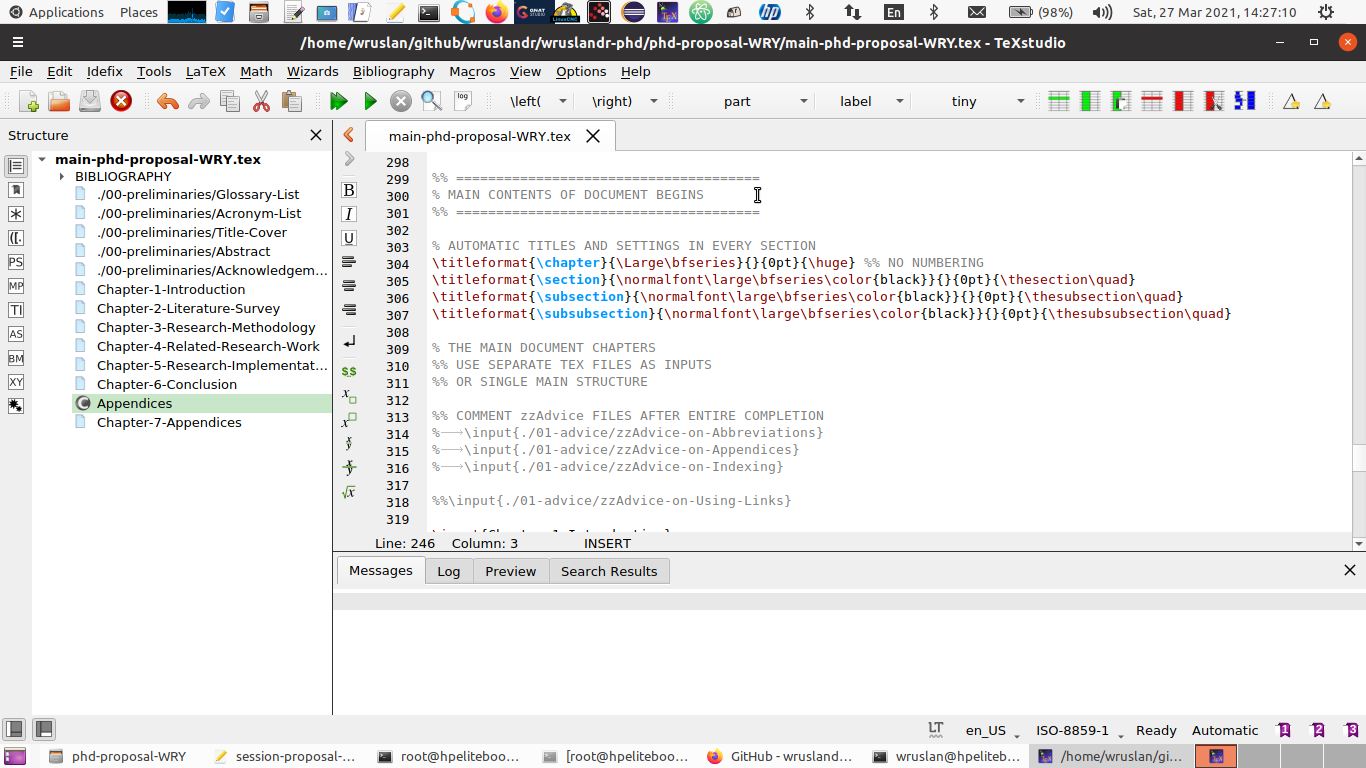 Applications Places En (98%) Sat, 27 Mar 2021, 14:27:10
/home/wruslan/github/wruslandr/wruslandr-phd/phd-proposal-WRY/main-phd-proposal-WRY.tex - TeXstudio
File Edit Idefix Tools LaTeX Math Wizards Bibliography Macros View Options Help
log \left( \right) part label tiny
Structure
main-phd-proposal-WRY.tex
BIBLIOGRAPHY
./00-preliminaries/Glossary-List
./00-preliminaries/Acronym-List
./00-preliminaries/Title-Cover
./00-preliminaries/Abstract
./00-preliminaries/Acknowledgem...
Chapter-1-Introduction
Chapter-2-Literature-Survey
Chapter-3-Research-Methodology
Chapter-4-Related-Research-Work
Chapter-5-Research-Implementat...
Chapter-6-Conclusion
Appendices
Chapter-7-Appendices
PS
MP
TI
AS
BM
XY
main-phd-proposal-WRY.tex
B
I
U
298
299 %% ======================================
300 % MAIN CONTENTS OF DOCUMENT BEGINS
301 %% ======================================
302
303 % AUTOMATIC TITLES AND SETTINGS IN EVERY SECTION
304 \titleformat{\chapter}{\Large\bfseries}{}{0pt}{\huge} %% NO NUMBERING
305 \titleformat{\section}{\normalfont\large\bfseries\color{black}}{}{0pt}{\thesection\quad}
306 \titleformat{\subsection}{\normalfont\large\bfseries\color{black}}{}{0pt}{\thesubsection\quad}
307 \titleformat{\subsubsection}{\normalfont\large\bfseries\color{black}}{}{0pt}{\thesubsubsection\quad}
308
309 % THE MAIN DOCUMENT CHAPTERS
310 %% USE SEPARATE TEX FILES AS INPUTS
311 %% OR SINGLE MAIN STRUCTURE
312
313 %% COMMENT zzAdvice FILES AFTER ENTIRE COMPLETION
314 % \input{./01-advice/zzAdvice-on-Abbreviations}
315 % \input{./01-advice/zzAdvice-on-Appendices}
316 % \input{./01-advice/zzAdvice-on-Indexing}
317
318 %%\input{./01-advice/zzAdvice-on-Using-Links}
319
Line: 246 Column: 3 INSERT
Messages Log Preview Search Results
LT en_US ISO-8859-1 Ready Automatic 1 2 3
phd-proposal-WRY session-proposal-... root@hpeliteboo... [root@hpeliteboo... GitHub - wrusland... wruslan@hpeliteb... /home/wruslan/gi...